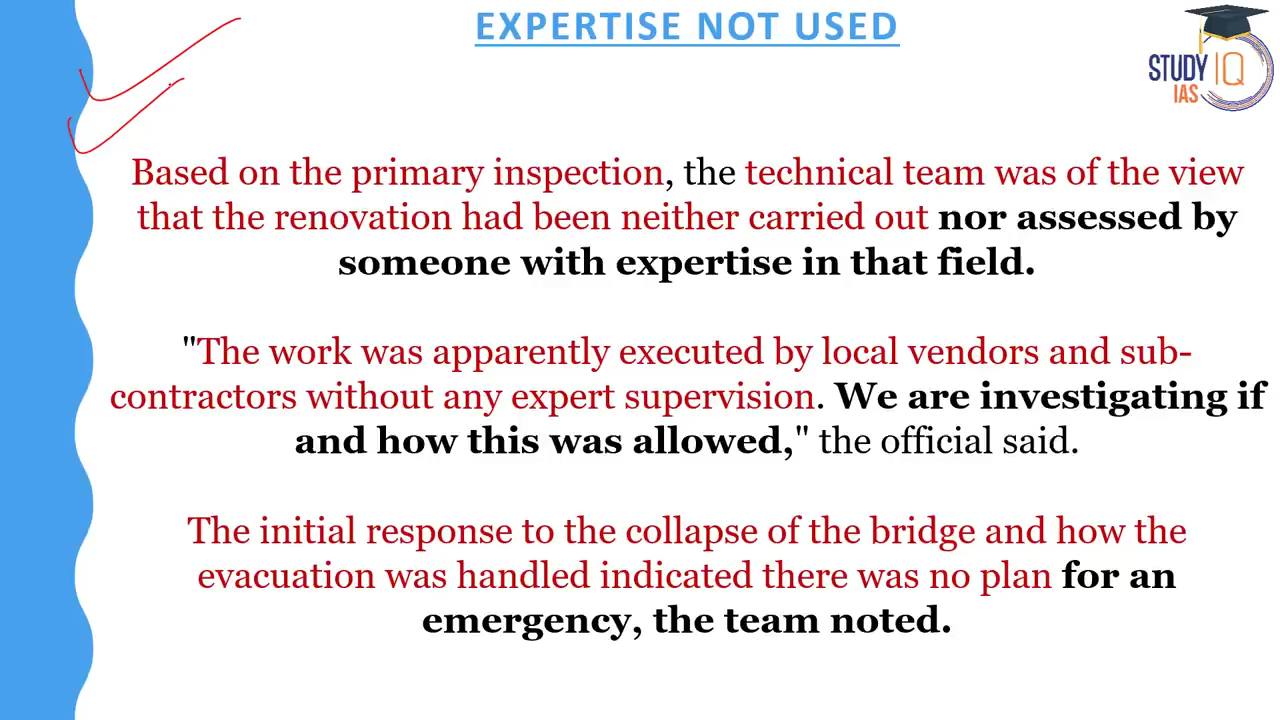 EXPERTISE NOT USED
STUDY IQ
IAS
Based on the primary inspection, the technical team was of the view
that the renovation had been neither carried out nor assessed by
someone with expertise in that field.
"The work was apparently executed by local vendors and sub-
contractors without any expert supervision. We are investigating if
and how this was allowed," the official said.
The initial response to the collapse of the bridge and how the
evacuation was handled indicated there was no plan for an
emergency, the team noted.